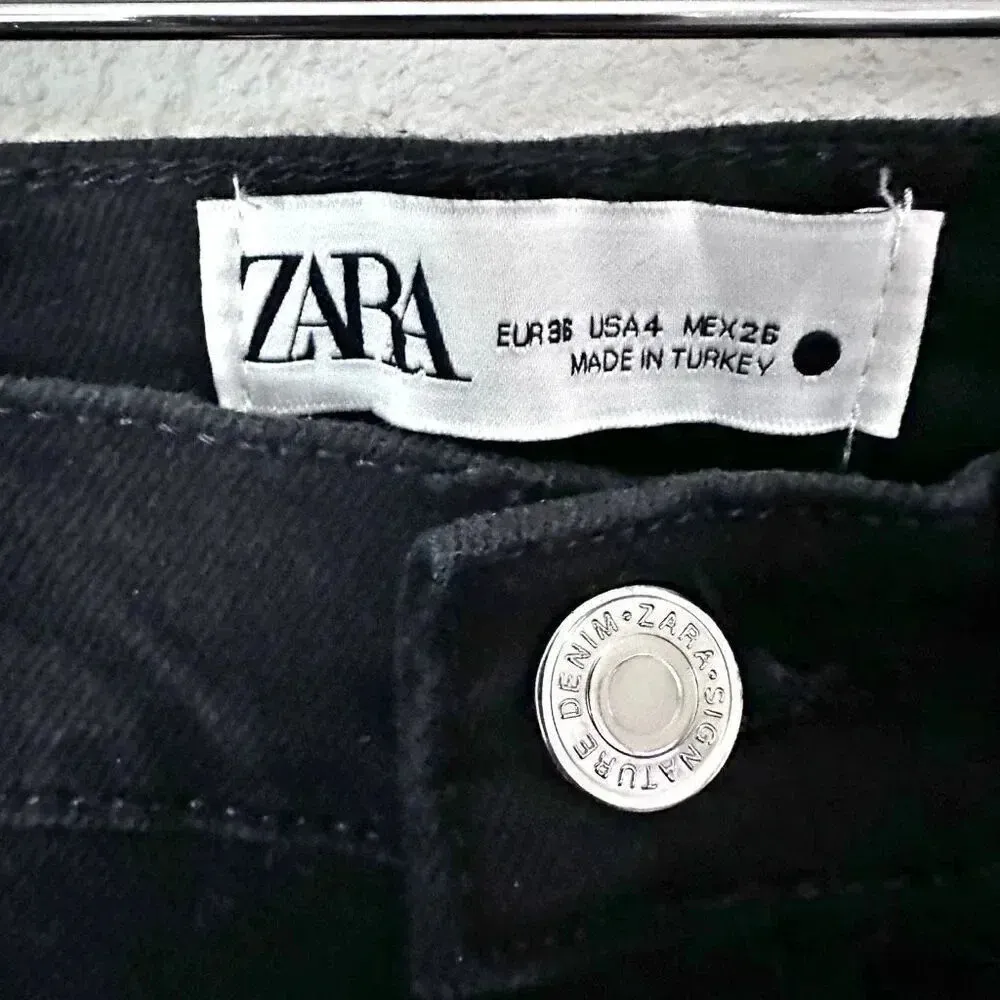 ZARA
EUR 36 USA 4 MEX 26
MADE IN TURKEY
ZARA • SIGNATURE DENIM •